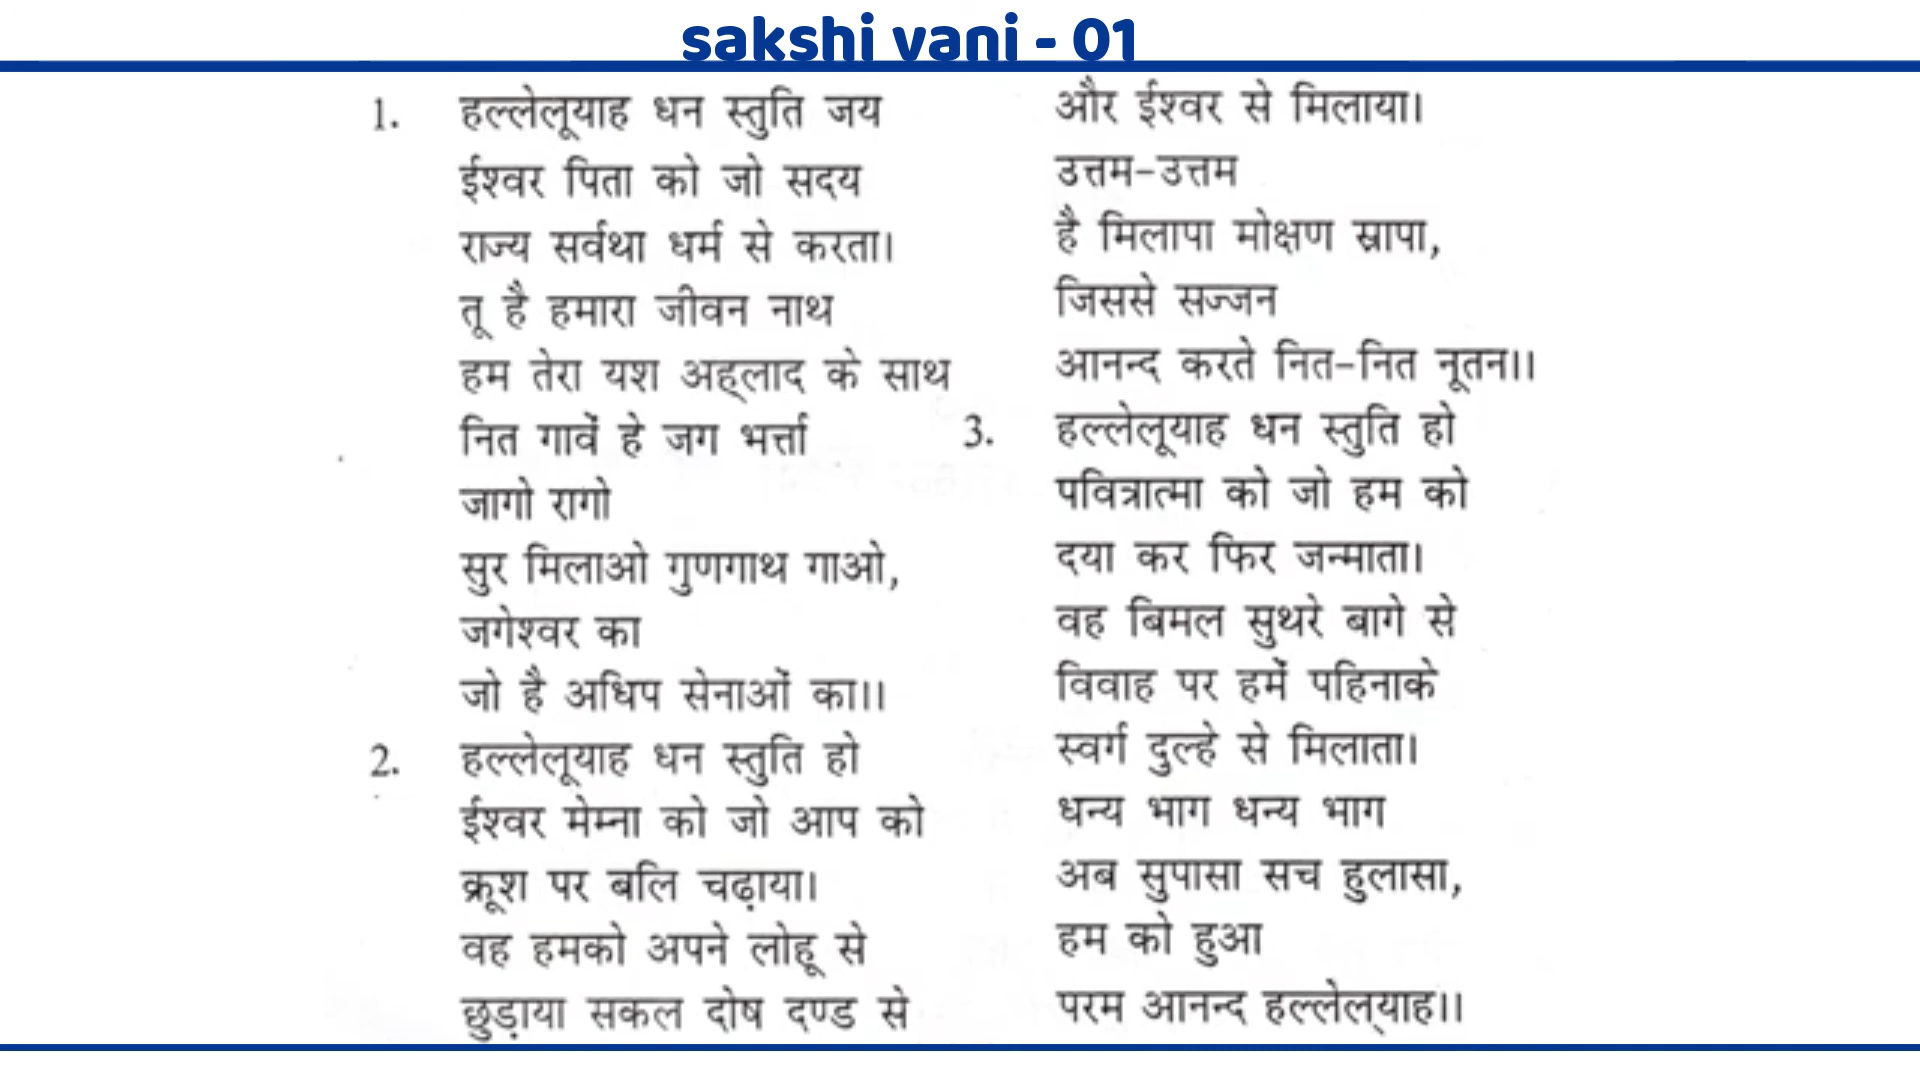 sakshi vani - 01
1. हल्लेलूयाह धन स्तुति जय
ईश्वर पिता को जो सदय
राज्य सर्वथा धर्म से करता।
तू है हमारा जीवन नाथ
हम तेरा यश अह्लाद के साथ
नित गावें हे जग भर्त्ता
जागो रागो
सुर मिलाओ गुणगाथ गाओ,
जगेश्वर का
जो है अधिप सेनाओं का।।
2. हल्लेलूयाह धन स्तुति हो
ईश्वर मेम्ना को जो आप को
क्रूश पर बलि चढ़ाया।
वह हमको अपने लोहू से
छुड़ाया सकल दोष दण्ड से
और ईश्वर से मिलाया।
उत्तम-उत्तम
है मिलापा मोक्षण स्रापा,
जिससे सज्जन
आनन्द करते नित-नित नूतन।।
3. हल्लेलूयाह धन स्तुति हो
पवित्रात्मा को जो हम को
दया कर फिर जन्माता।
वह बिमल सुथरे बागे से
विवाह पर हमें पहिनाके
स्वर्ग दुल्हे से मिलाता।
धन्य भाग धन्य भाग
अब सुपासा सच हुलासा,
हम को हुआ
परम आनन्द हल्लेल्याह।।